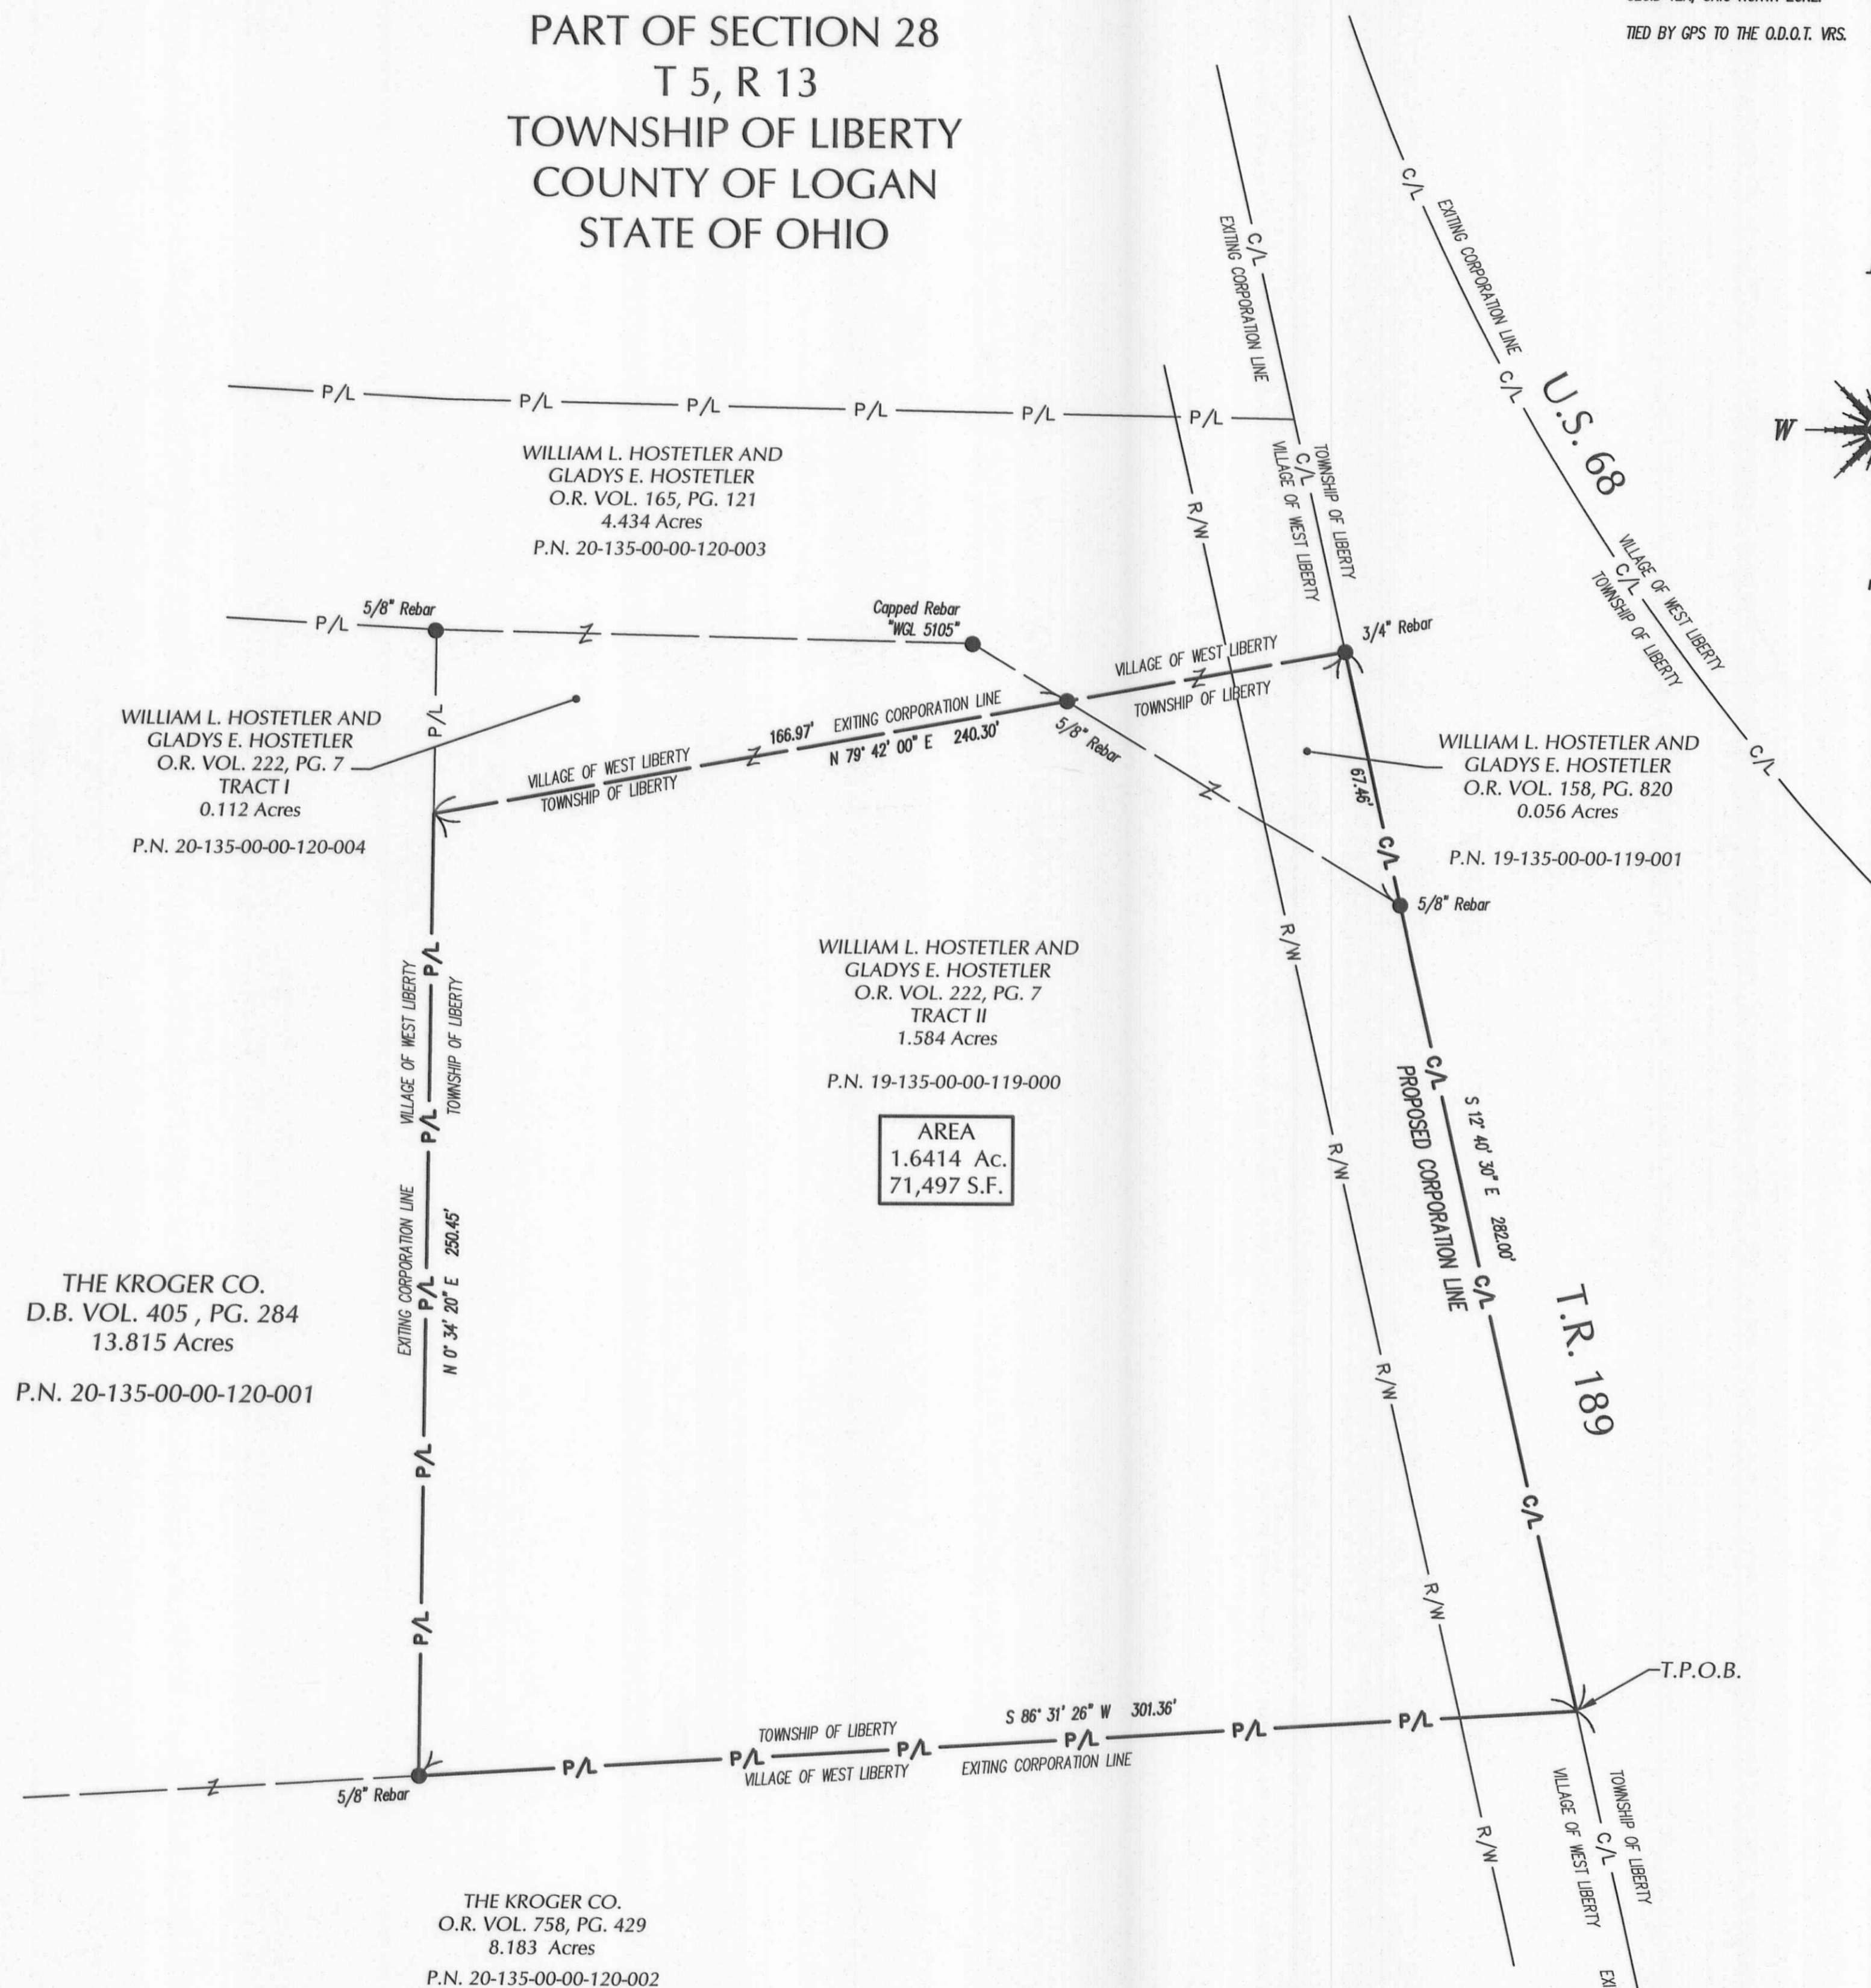 PART OF SECTION 28
T 5, R 13
TOWNSHIP OF LIBERTY
COUNTY OF LOGAN
STATE OF OHIO
TIED BY GPS TO THE O.D.O.T. VRS.
C/L
EXITING CORPORATION LINE
C/L
EXITING CORPORATION LINE
C/L
U.S. 68
W
VILLAGE OF WEST LIBERTY
C/L
TOWNSHIP OF LIBERTY
C/L
P/L
P/L
P/L
P/L
P/L
P/L
WILLIAM L. HOSTETLER AND
GLADYS E. HOSTETLER
O.R. VOL. 165, PG. 121
4.434 Acres
P.N. 20-135-00-00-120-003
R/W
TOWNSHIP OF LIBERTY
C/L
VILLAGE OF WEST LIBERTY
P/L
5/8" Rebar
Z
Capped Rebar
"WGL 5105"
3/4" Rebar
VILLAGE OF WEST LIBERTY
Z
TOWNSHIP OF LIBERTY
P/L
WILLIAM L. HOSTETLER AND
GLADYS E. HOSTETLER
O.R. VOL. 222, PG. 7
TRACT I
0.112 Acres
P.N. 20-135-00-00-120-004
166.97' EXITING CORPORATION LINE
N 79° 42' 00" E 240.30'
VILLAGE OF WEST LIBERTY
Z
TOWNSHIP OF LIBERTY
5/8" Rebar
Z
67.46'
C/L
WILLIAM L. HOSTETLER AND
GLADYS E. HOSTETLER
O.R. VOL. 158, PG. 820
0.056 Acres
P.N. 19-135-00-00-119-001
5/8" Rebar
R/W
WILLIAM L. HOSTETLER AND
GLADYS E. HOSTETLER
O.R. VOL. 222, PG. 7
TRACT II
1.584 Acres
P.N. 19-135-00-00-119-000
AREA
1.6414 Ac.
71,497 S.F.
VILLAGE OF WEST LIBERTY
P/L
TOWNSHIP OF LIBERTY
P/L
EXITING CORPORATION LINE
P/L
N 0° 34' 20" E 250.45'
P/L
P/L
THE KROGER CO.
D.B. VOL. 405 , PG. 284
13.815 Acres
P.N. 20-135-00-00-120-001
C/L
PROPOSED CORPORATION LINE
S 12° 40' 30" E 282.00'
C/L
C/L
T.R. 189
R/W
R/W
R/W
R/W
T.P.O.B.
S 86° 31' 26" W 301.36'
TOWNSHIP OF LIBERTY
P/L
P/L
P/L
P/L
P/L
P/L
VILLAGE OF WEST LIBERTY EXITING CORPORATION LINE
Z
5/8" Rebar
TOWNSHIP OF LIBERTY
C/L
VILLAGE OF WEST LIBERTY
EXI
THE KROGER CO.
O.R. VOL. 758, PG. 429
8.183 Acres
P.N. 20-135-00-00-120-002